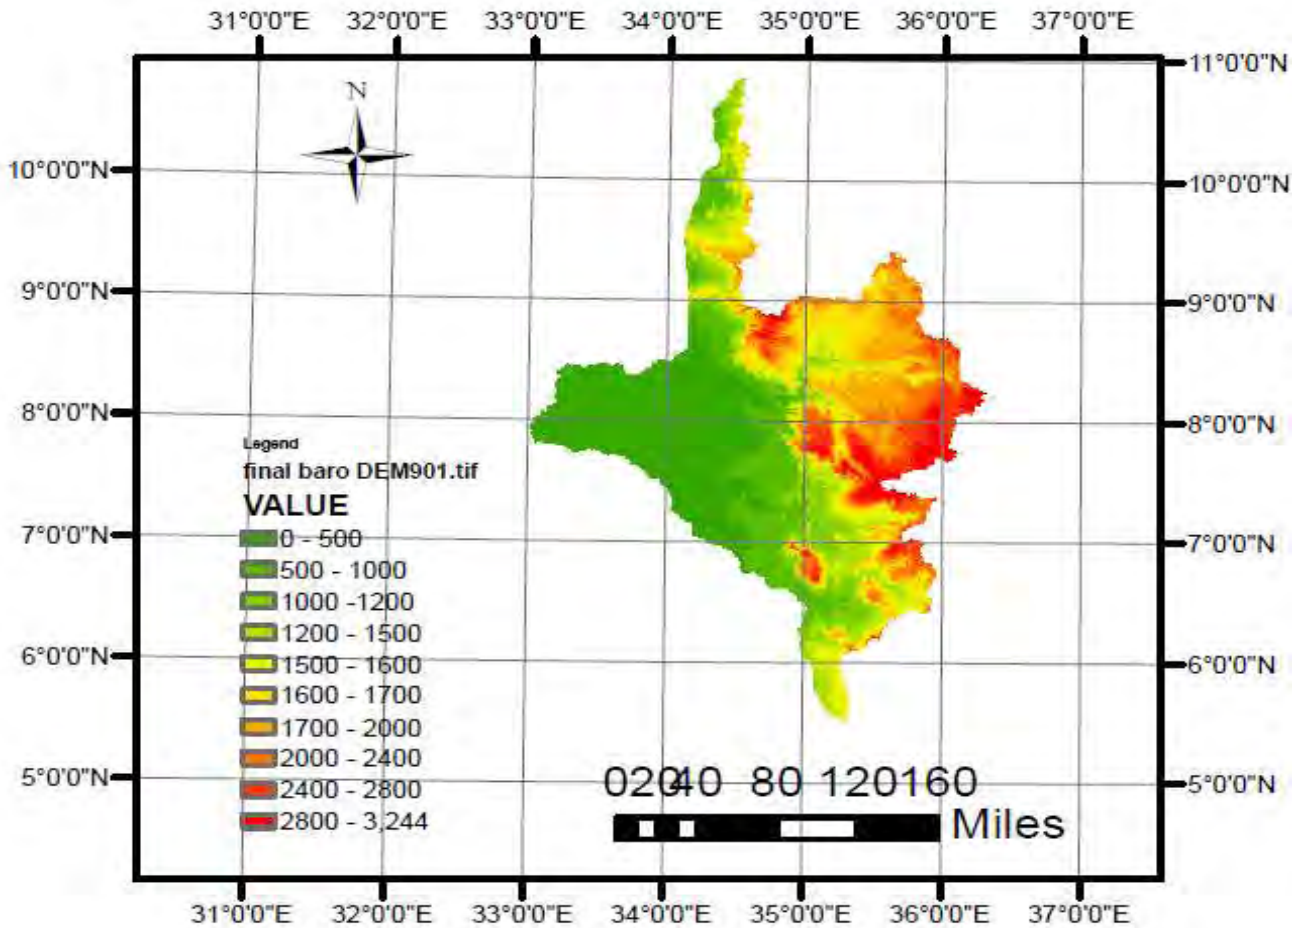 31°0'0"E 32°0'0"E 33°0'0"E 34°0'0"E 35°0'0"E 36°0'0"E 37°0'0"E
11°0'0"N
N
10°0'0"N 10°0'0"N
9°0'0"N 9°0'0"N
8°0'0"N 8°0'0"N
Legend
final baro DEM901.tif
VALUE
7°0'0"N 7°0'0"N
0 - 500
500 - 1000
1000 -1200
1200 - 1500
6°0'0"N 6°0'0"N
1500 - 1600
1600 - 1700
1700 - 2000
2000 - 2400
5°0'0"N 5°0'0"N
2400 - 2800
2800 - 3,244
0 20 40 80 120 160
Miles
31°0'0"E 32°0'0"E 33°0'0"E 34°0'0"E 35°0'0"E 36°0'0"E 37°0'0"E